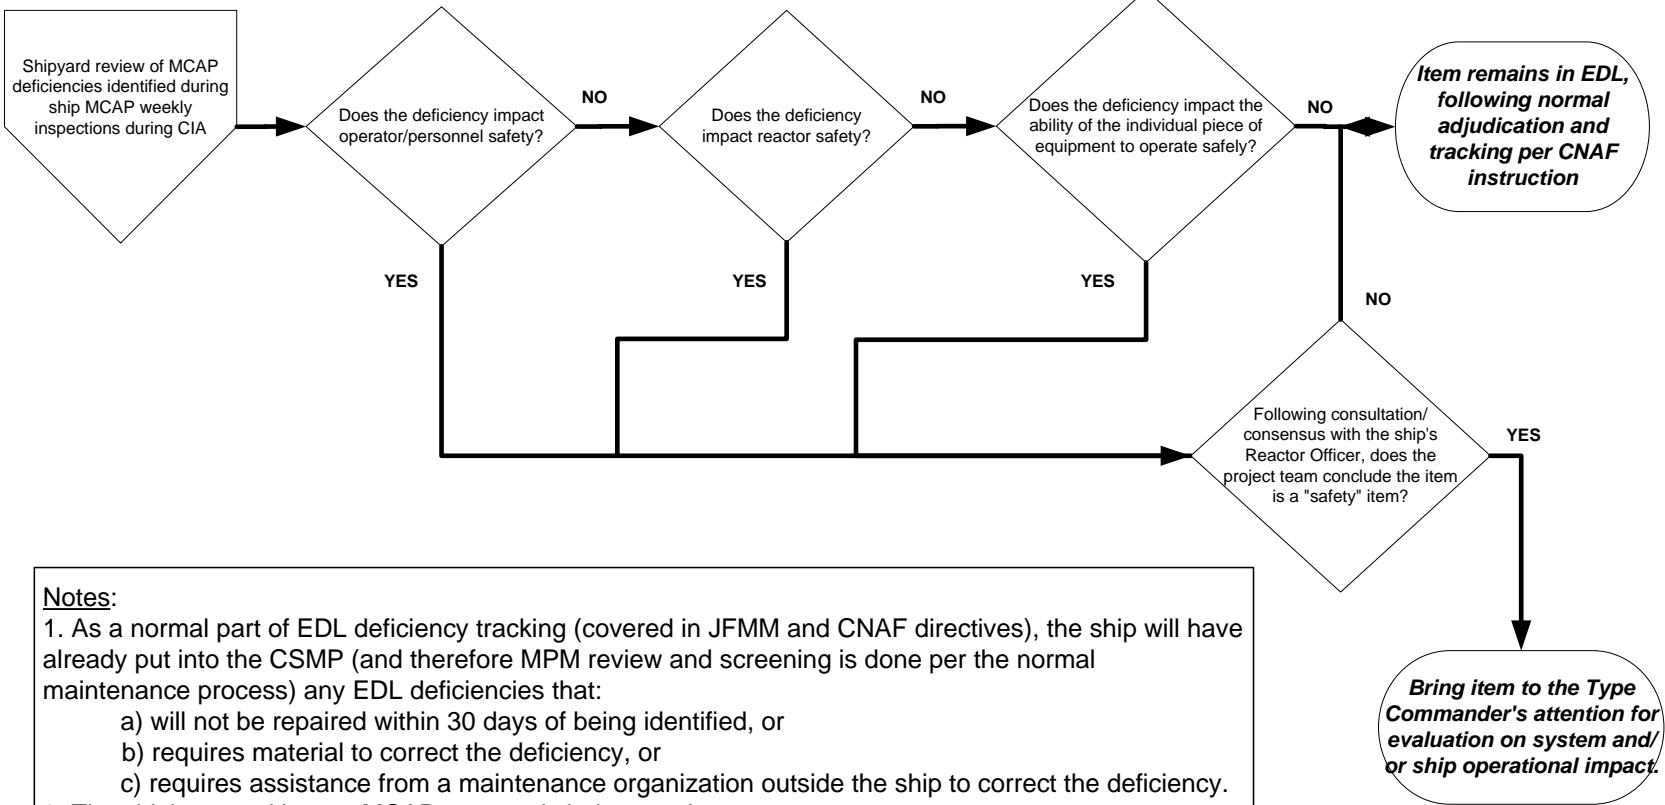 Shipyard review of MCAP
deficiencies identified during
ship MCAP weekly
inspections during CIA
Does the deficiency impact
operator/personnel safety?
NO
Does the deficiency
impact reactor safety?
NO
Does the deficiency impact the
ability of the individual piece of
equipment to operate safely?
NO
Item remains in EDL,
following normal
adjudication and
tracking per CNAF
instruction
YES
YES
YES
NO
Following consultation/
consensus with the ship's
Reactor Officer, does the
project team conclude the item
is a "safety" item?
YES
Bring item to the Type
Commander's attention for
evaluation on system and/
or ship operational impact.
Notes:
1. As a normal part of EDL deficiency tracking (covered in JFMM and CNAF directives), the ship will have
already put into the CSMP (and therefore MPM review and screening is done per the normal
maintenance process) any EDL deficiencies that:
a) will not be repaired within 30 days of being identified, or
b) requires material to correct the deficiency, or
c) requires assistance from a maintenance organization outside the ship to correct the deficiency.